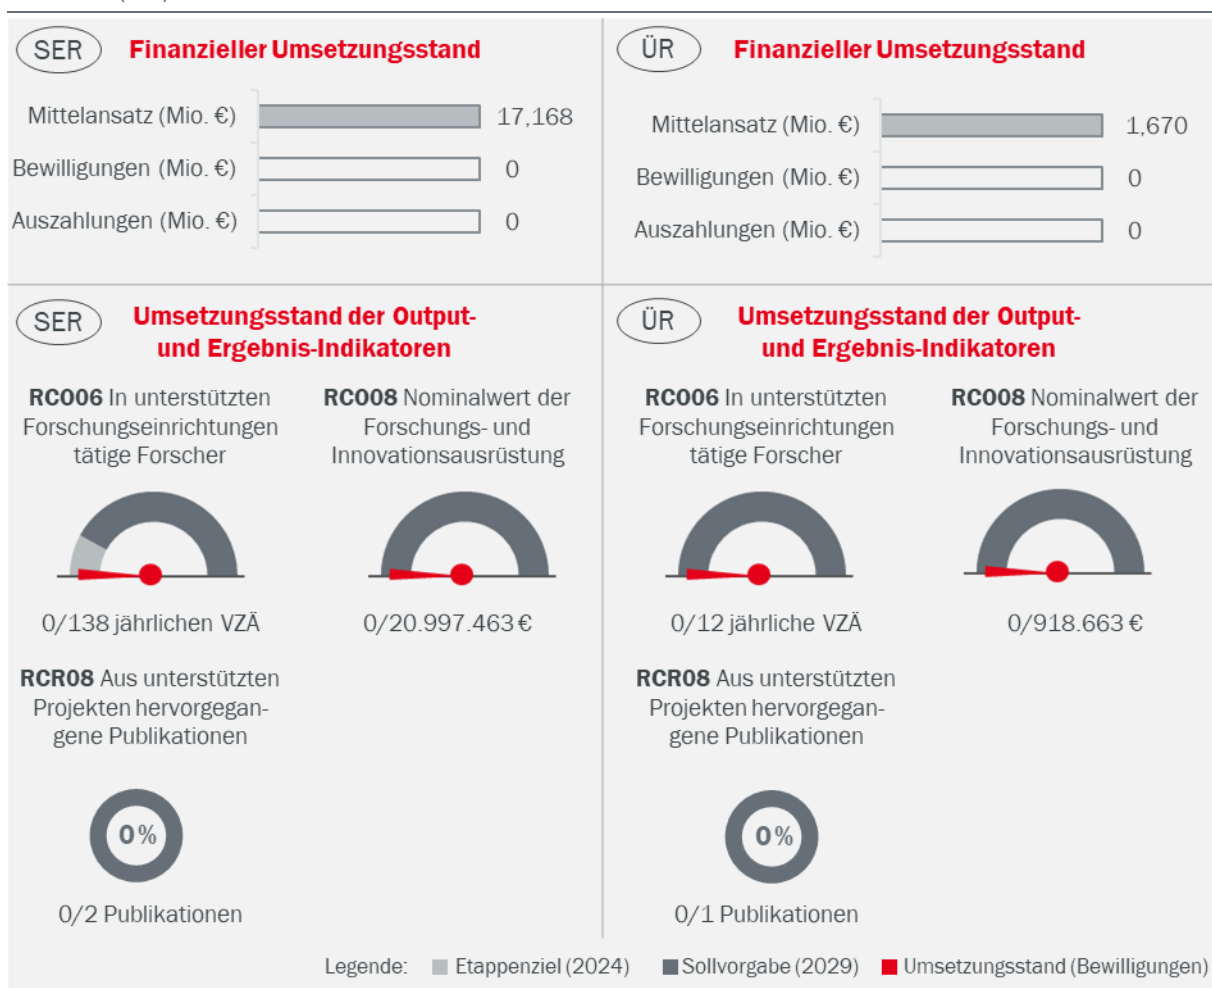 SER Finanzieller Umsetzungsstand
Mittelansatz (Mio. €) 17,168
Bewilligungen (Mio. €) 0
Auszahlungen (Mio. €) 0
ÜR Finanzieller Umsetzungsstand
Mittelansatz (Mio. €) 1,670
Bewilligungen (Mio. €) 0
Auszahlungen (Mio. €) 0
SER Umsetzungsstand der Output-
und Ergebnis-Indikatoren
RCO06 In unterstützten
Forschungseinrichtungen
tätige Forscher
0/138 jährlichen VZÄ
RCO08 Nominalwert der
Forschungs- und
Innovationsausrüstung
0/20.997.463 €
RCR08 Aus unterstützten
Projekten hervorgegan-
gene Publikationen
0%
0/2 Publikationen
ÜR Umsetzungsstand der Output-
und Ergebnis-Indikatoren
RCO06 In unterstützten
Forschungseinrichtungen
tätige Forscher
0/12 jährliche VZÄ
RCO08 Nominalwert der
Forschungs- und
Innovationsausrüstung
0/918.663 €
RCR08 Aus unterstützten
Projekten hervorgegan-
gene Publikationen
0%
0/1 Publikationen
Legende: Etappenziel (2024) Sollvorgabe (2029) Umsetzungsstand (Bewilligungen)